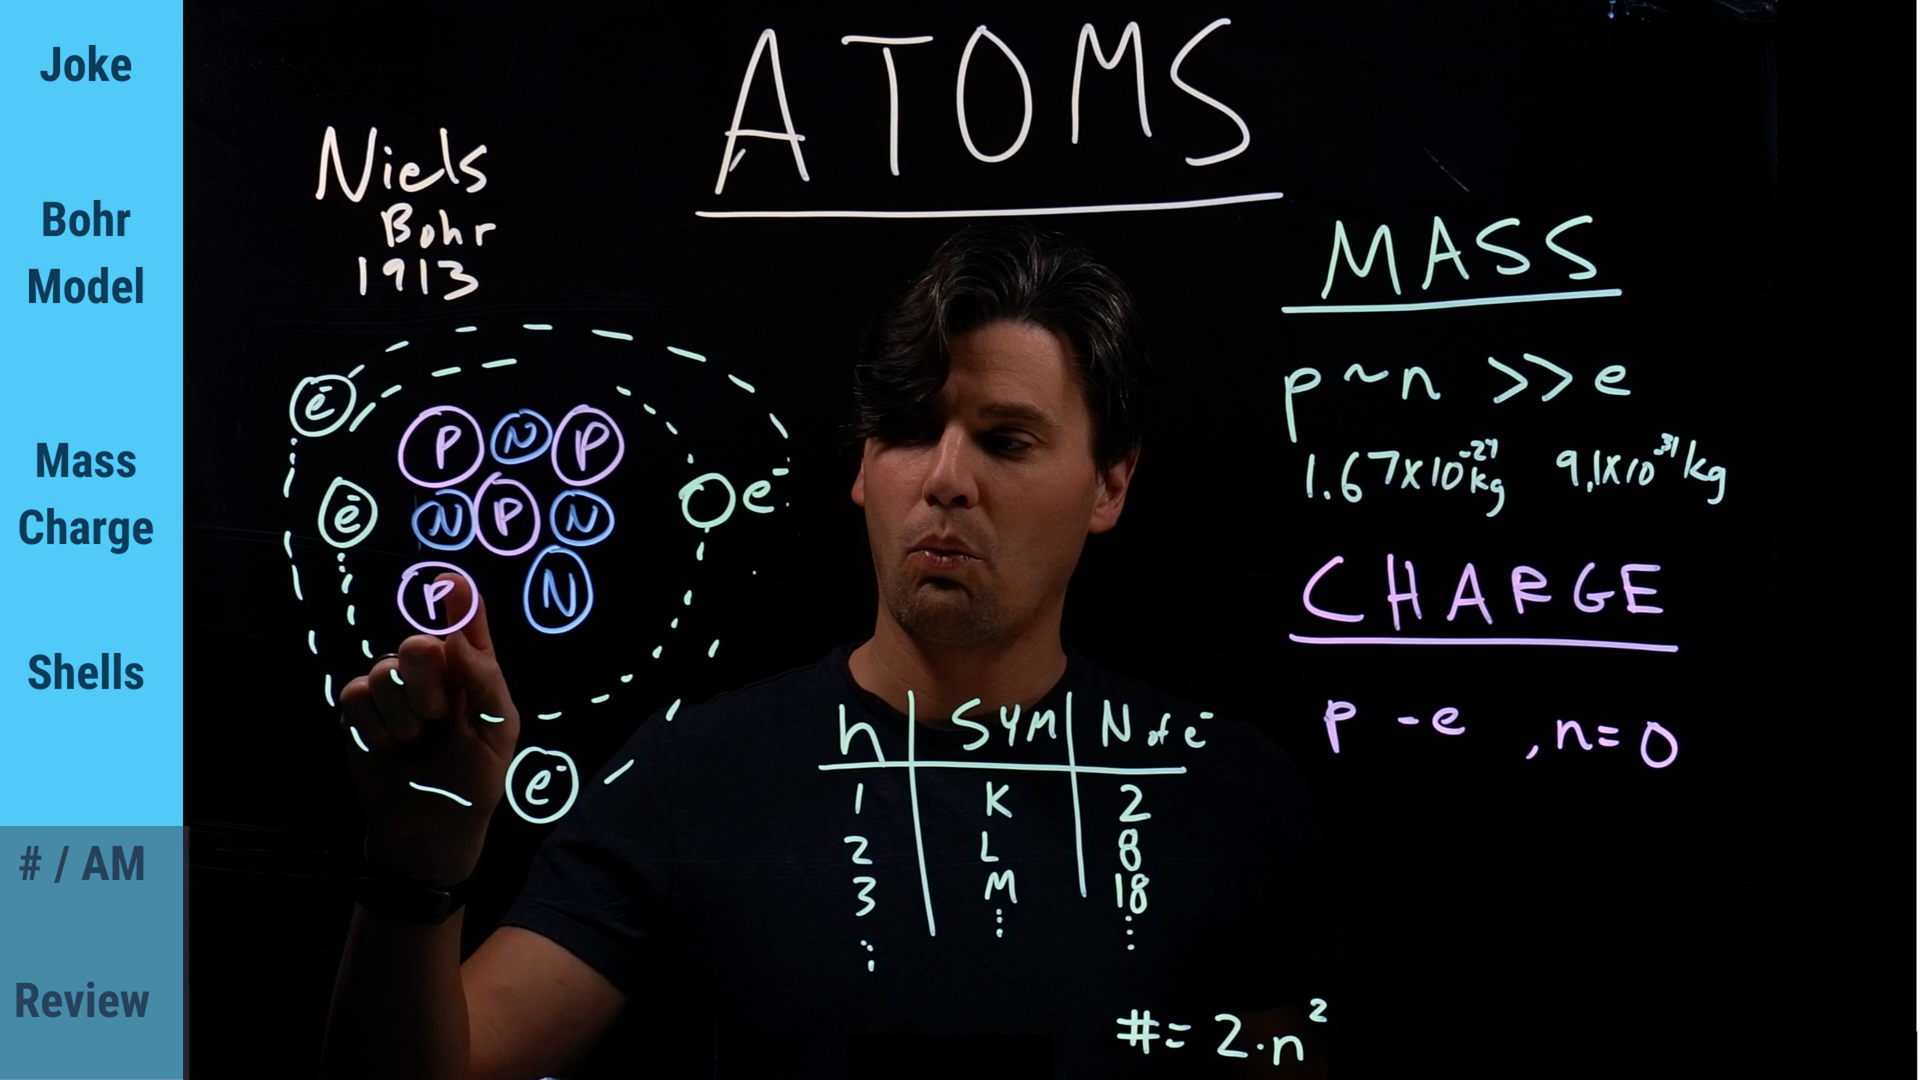 Joke
Bohr
Model
Mass
Charge
Shells
# / AM
Review
ATOMS
Niels
Bohr
1913
e-
e-
P N P
N P N
P N
e-
e-
MASS
p ~ n >> e
1.67x10^-27 kg 9.1x10^-31 kg
CHARGE
p -e , n=0
n SYM N of e-
1 K 2
2 L 8
3 M 18
⋮ ⋮ ⋮
#= 2·n²